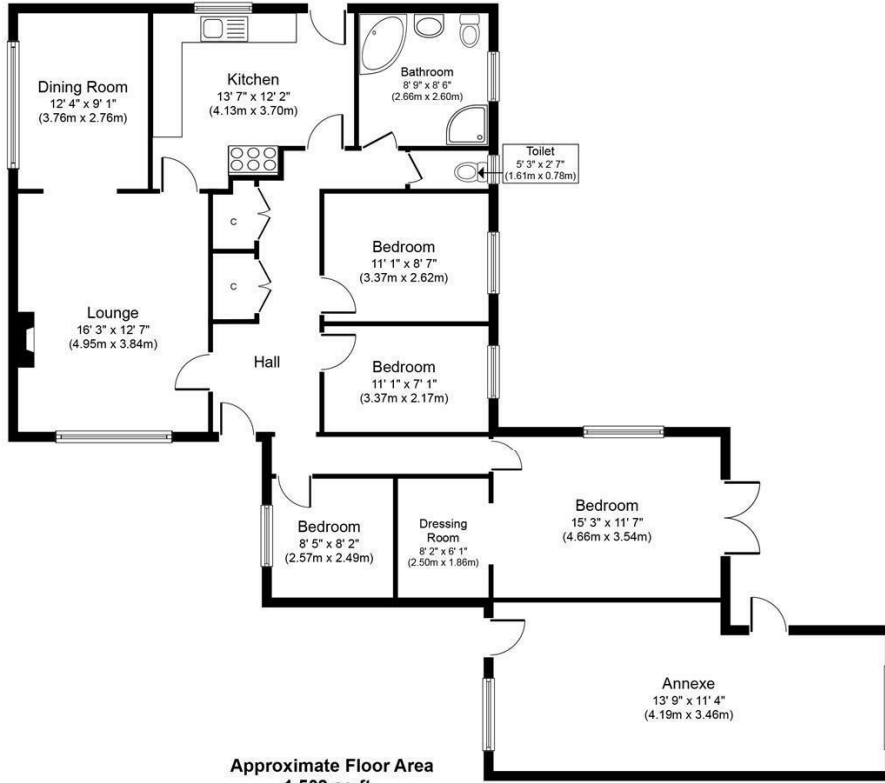 Dining Room
12' 4" x 9' 1"
(3.76m x 2.76m)
Kitchen
13' 7" x 12' 2"
(4.13m x 3.70m)
Bathroom
8' 9" x 8' 6"
(2.66m x 2.60m)
Toilet
5' 3" x 2' 7"
(1.61m x 0.78m)
C
C
Bedroom
11' 1" x 8' 7"
(3.37m x 2.62m)
Lounge
16' 3" x 12' 7"
(4.95m x 3.84m)
Hall
Bedroom
11' 1" x 7' 1"
(3.37m x 2.17m)
Bedroom
8' 5" x 8' 2"
(2.57m x 2.49m)
Dressing
Room
8' 2" x 6' 1"
(2.50m x 1.86m)
Bedroom
15' 3" x 11' 7"
(4.66m x 3.54m)
Annexe
13' 9" x 11' 4"
(4.19m x 3.46m)
Approximate Floor Area